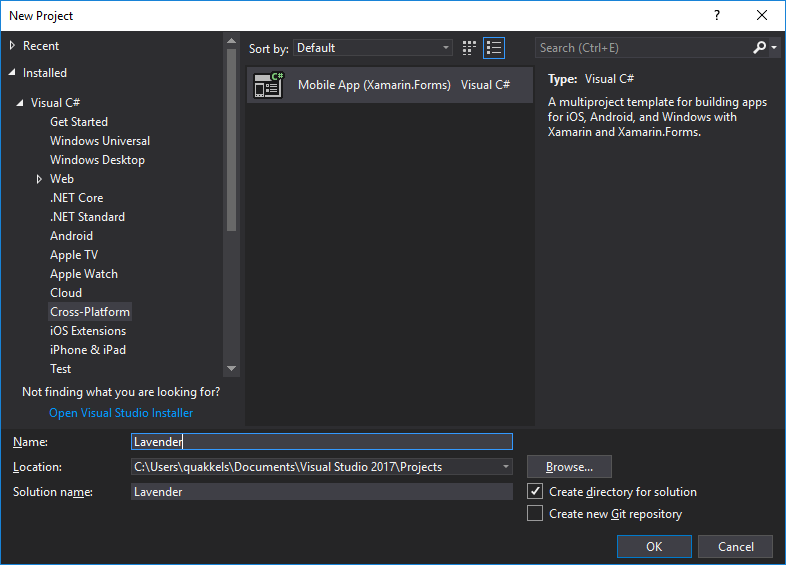 New Project
?
Recent
Installed
Visual C#
Get Started
Windows Universal
Windows Desktop
Web
.NET Core
.NET Standard
Android
Apple TV
Apple Watch
Cloud
Cross-Platform
iOS Extensions
iPhone & iPad
Test
Not finding what you are looking for?
Open Visual Studio Installer
Sort by: Default
C#
Mobile App (Xamarin.Forms) Visual C#
Search (Ctrl+E)
Type: Visual C#
A multiproject template for building apps
for iOS, Android, and Windows with
Xamarin and Xamarin.Forms.
Name: Lavender
Location: C:\Users\quakkels\Documents\Visual Studio 2017\Projects Browse...
Solution name: Lavender
Create directory for solution
Create new Git repository
OK Cancel